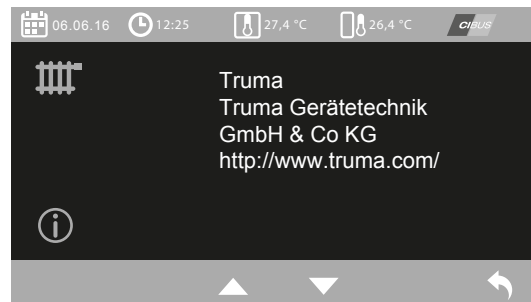 06.06.16 12:25 27,4 °C 26,4 °C CIBUS
Truma
Truma Gerätetechnik
GmbH & Co KG
http://www.truma.com/